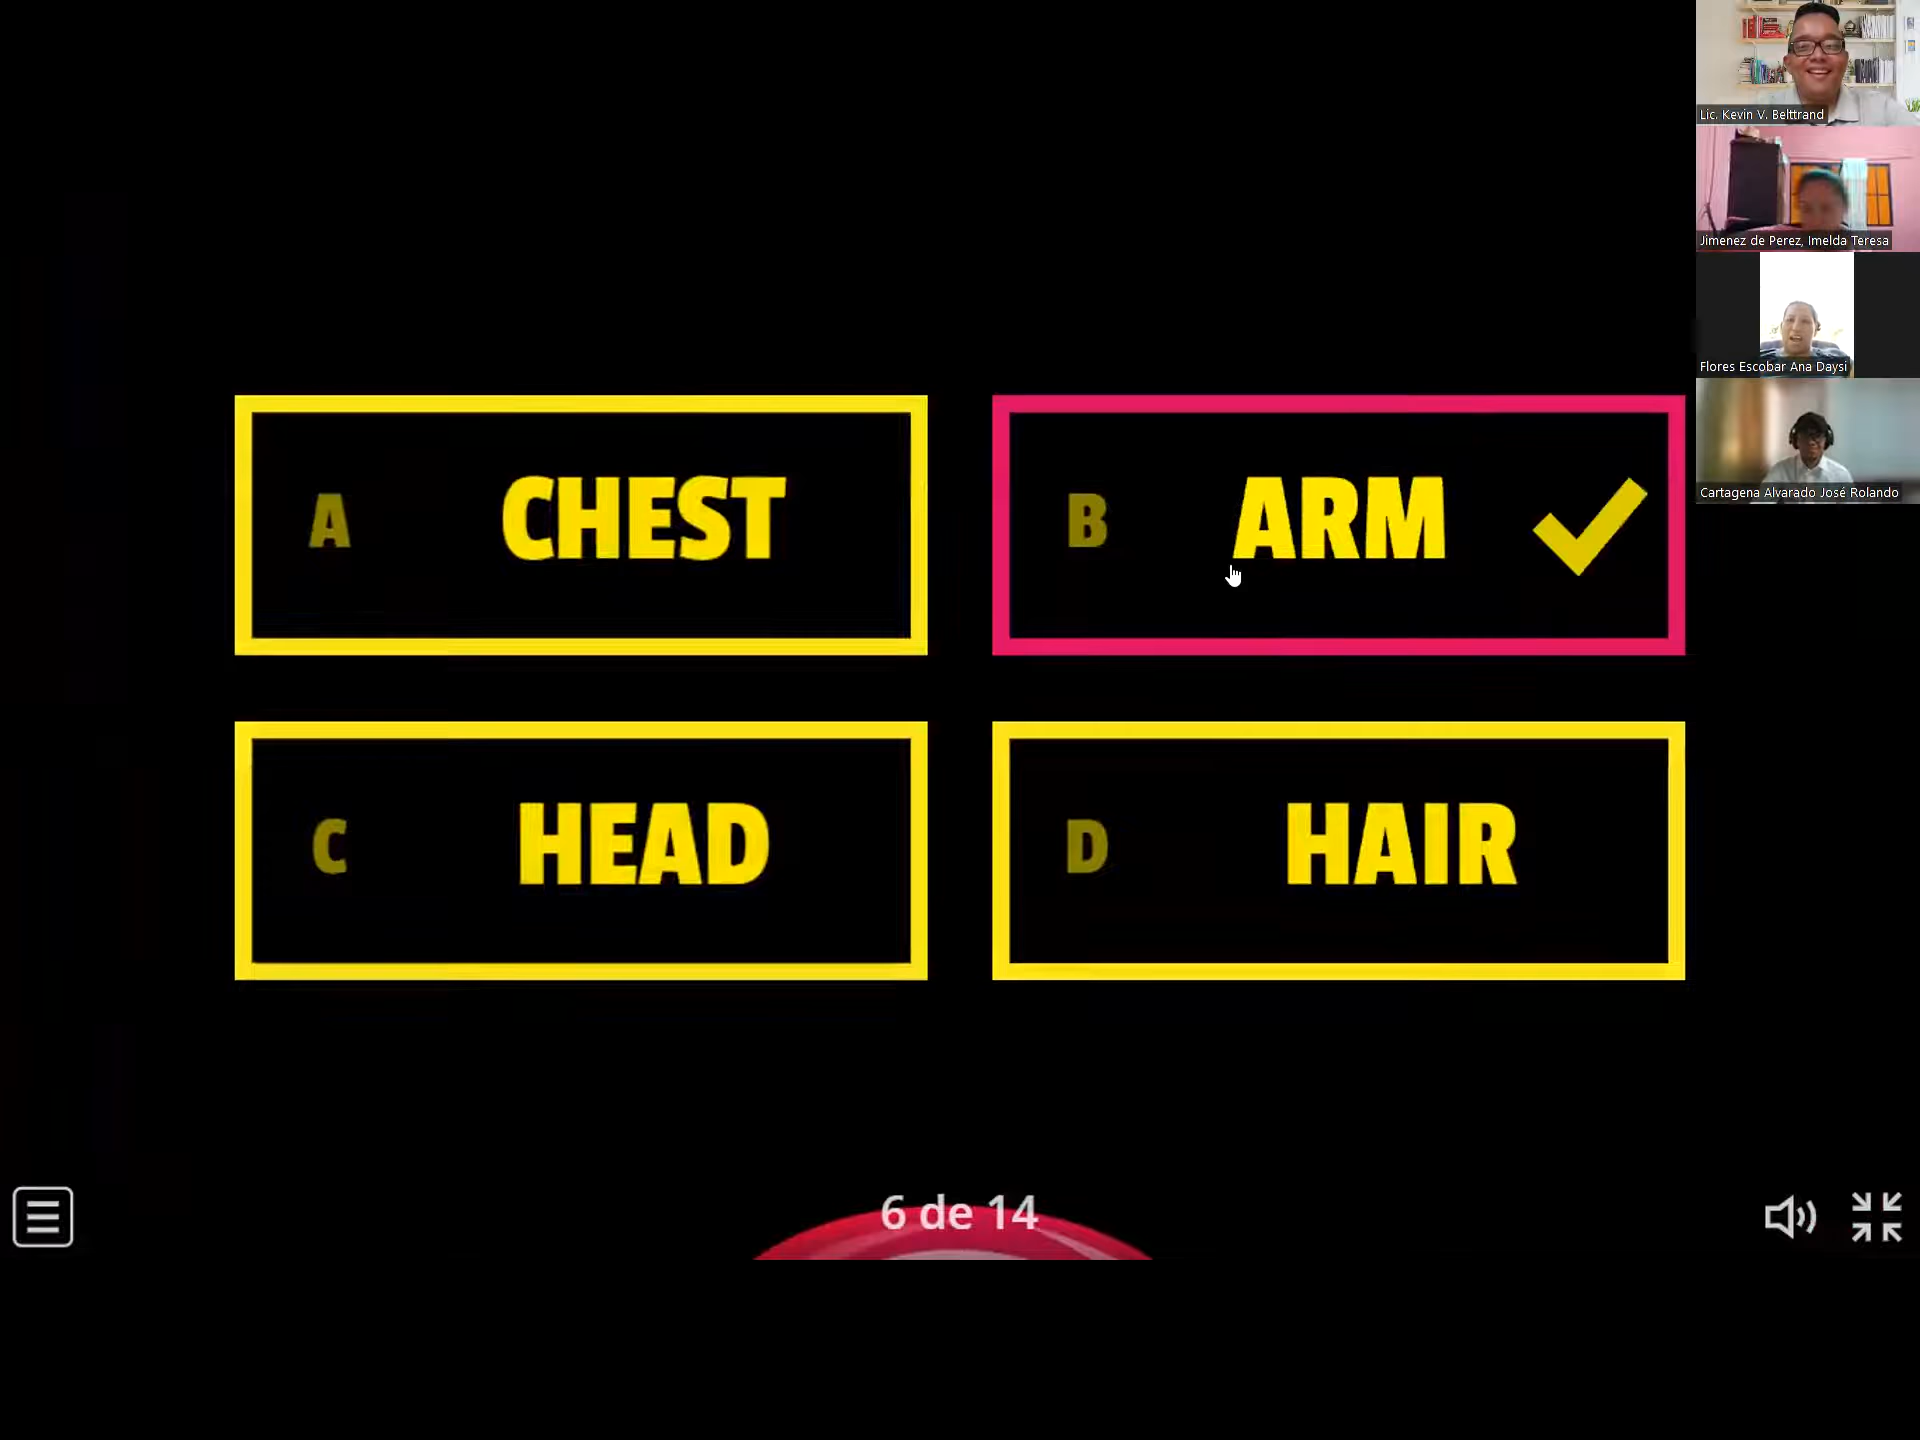 Lic. Kevin V. Belttrand
Jimenez de Perez, Imelda Teresa
Flores Escobar Ana Daysi
Cartagena Alvarado José Rolando
A CHEST
B ARM
C HEAD
D HAIR
6 de 14